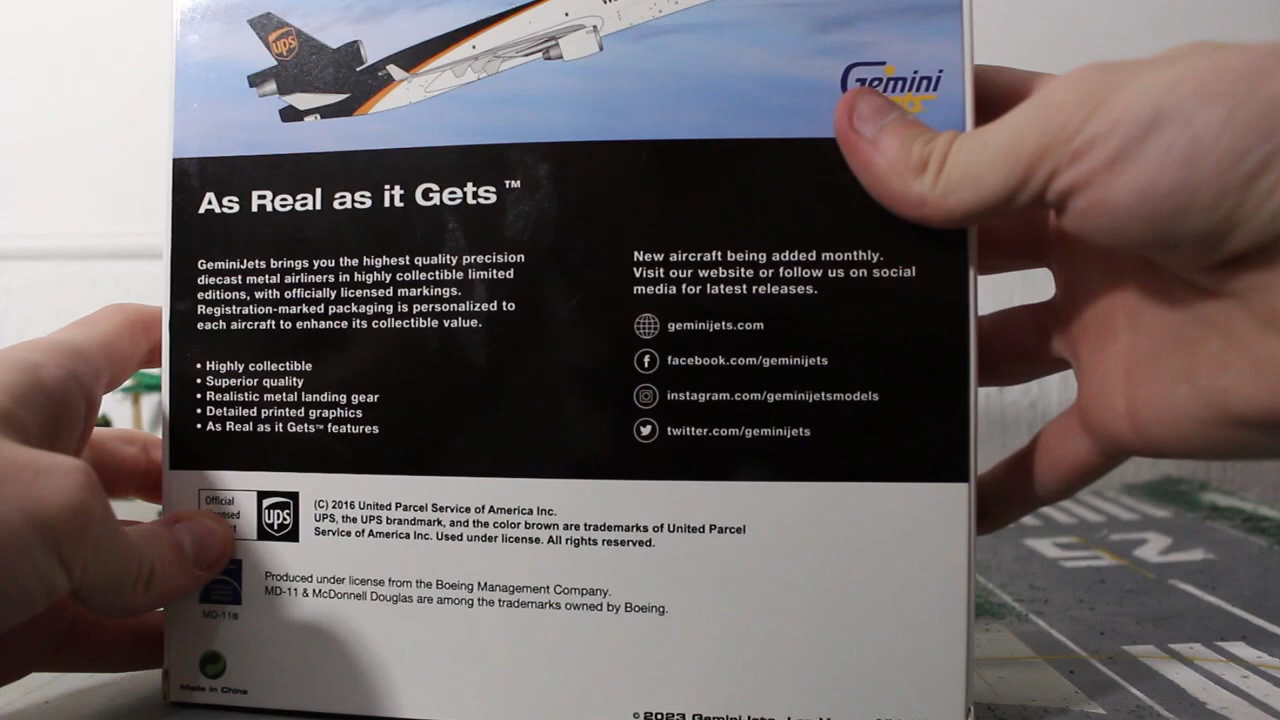 ups
Gemini
As Real as it Gets™
GeminiJets brings you the highest quality precision
diecast metal airliners in highly collectible limited
editions, with officially licensed markings.
Registration-marked packaging is personalized to
each aircraft to enhance its collectible value.
• Highly collectible
• Superior quality
• Realistic metal landing gear
• Detailed printed graphics
• As Real as it Gets™ features
New aircraft being added monthly.
Visit our website or follow us on social
media for latest releases.
geminijets.com
facebook.com/geminijets
instagram.com/geminijetsmodels
twitter.com/geminijets
Official
ups
(C) 2016 United Parcel Service of America Inc.
UPS, the UPS brandmark, and the color brown are trademarks of United Parcel
Service of America Inc. Used under license. All rights reserved.
Produced under license from the Boeing Management Company.
MD-11 & McDonnell Douglas are among the trademarks owned by Boeing.
MD-11®
Made in China
© 2023 Gemini Jets,